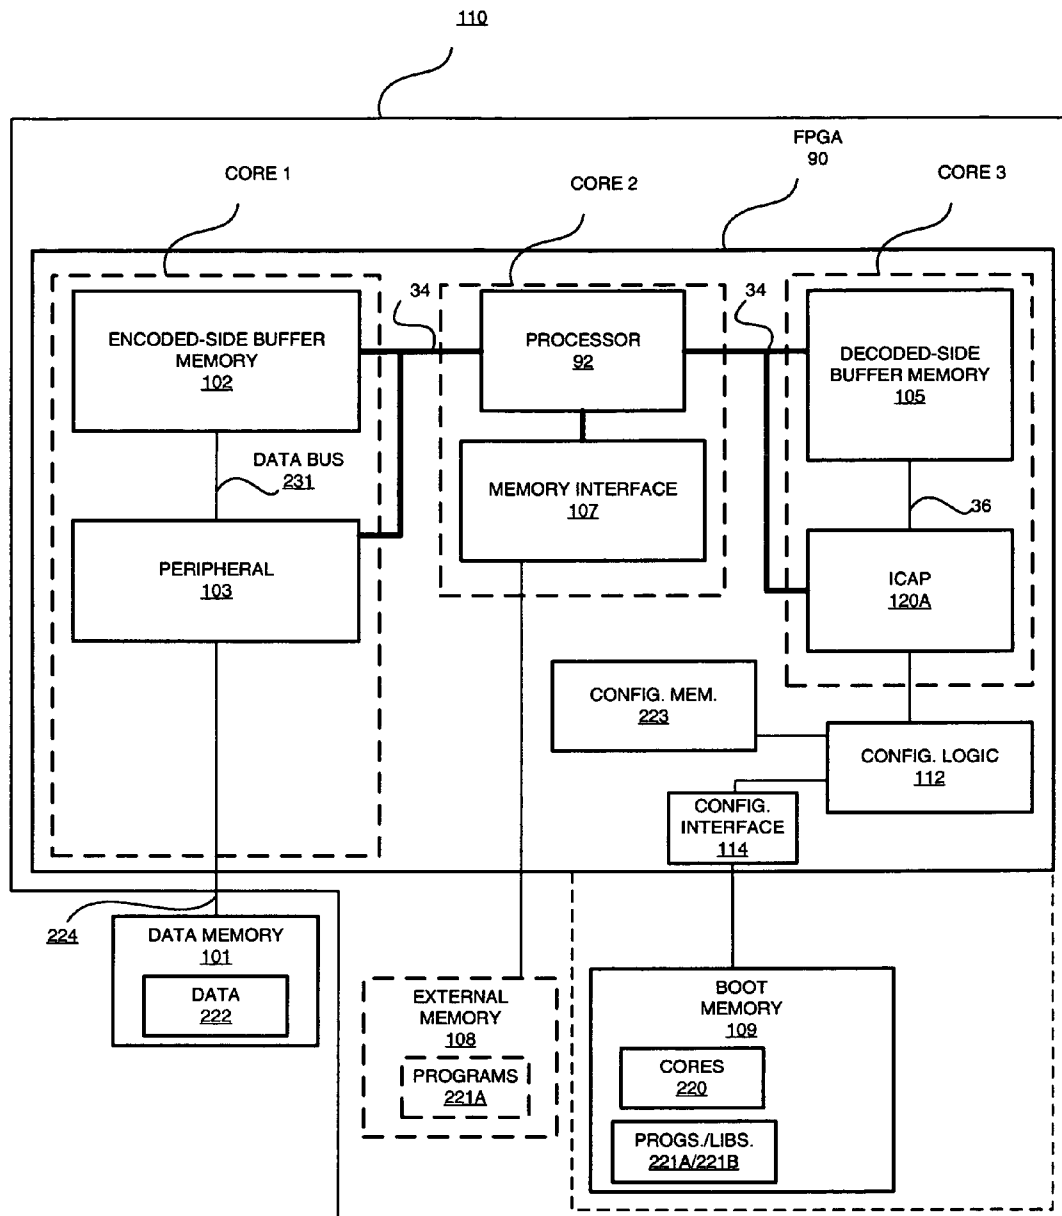 110
FPGA
90
CORE 1
CORE 2
CORE 3
34
34
ENCODED-SIDE BUFFER
MEMORY
102
PROCESSOR
92
DECODED-SIDE
BUFFER MEMORY
105
DATA BUS
231
MEMORY INTERFACE
107
36
PERIPHERAL
103
ICAP
120A
CONFIG. MEM.
223
CONFIG. LOGIC
112
CONFIG.
INTERFACE
114
224
DATA MEMORY
101
DATA
222
EXTERNAL
MEMORY
108
PROGRAMS
221A
BOOT
MEMORY
109
CORES
220
PROGS./LIBS.
221A/221B